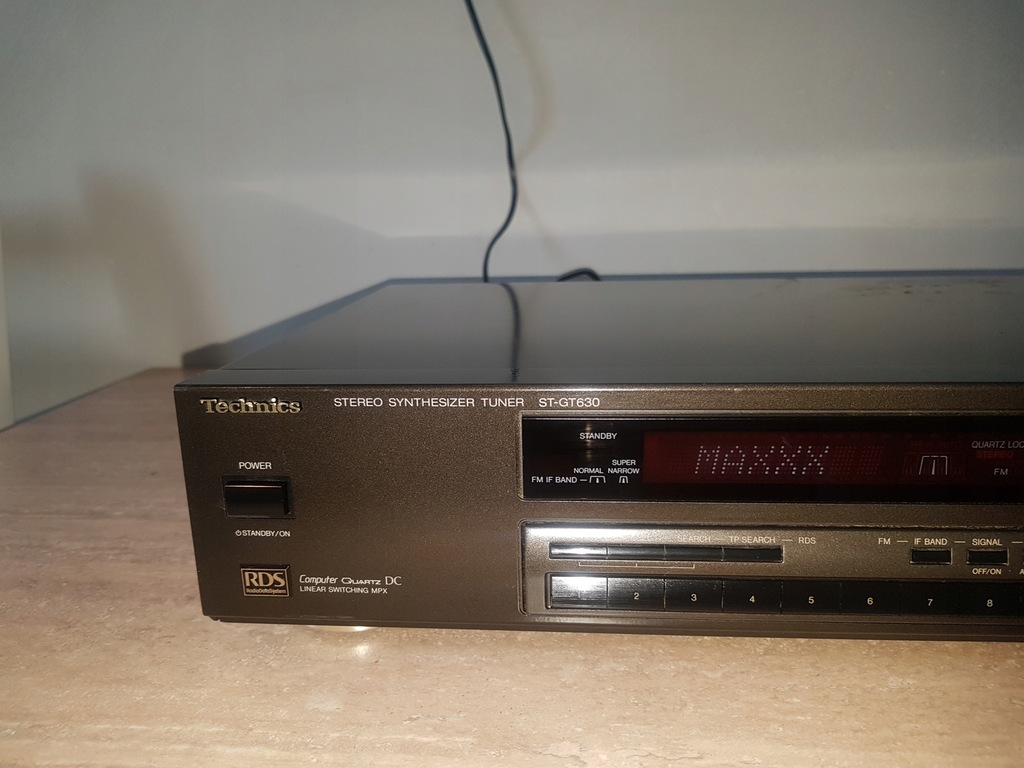 Technics STEREO SYNTHESIZER TUNER ST-GT630
STANDBY
POWER
NORMAL SUPER NARROW
FM IF BAND
MAXXX
QUARTZ LOC
STEREO
FM
STANDBY/ON
SEARCH TP SEARCH RDS
FM IF BAND SIGNAL
OFF/ON
RDS
RadioDataSystem
Computer QUARTZ DC
LINEAR SWITCHING MPX
2 3 4 5 6 7 8